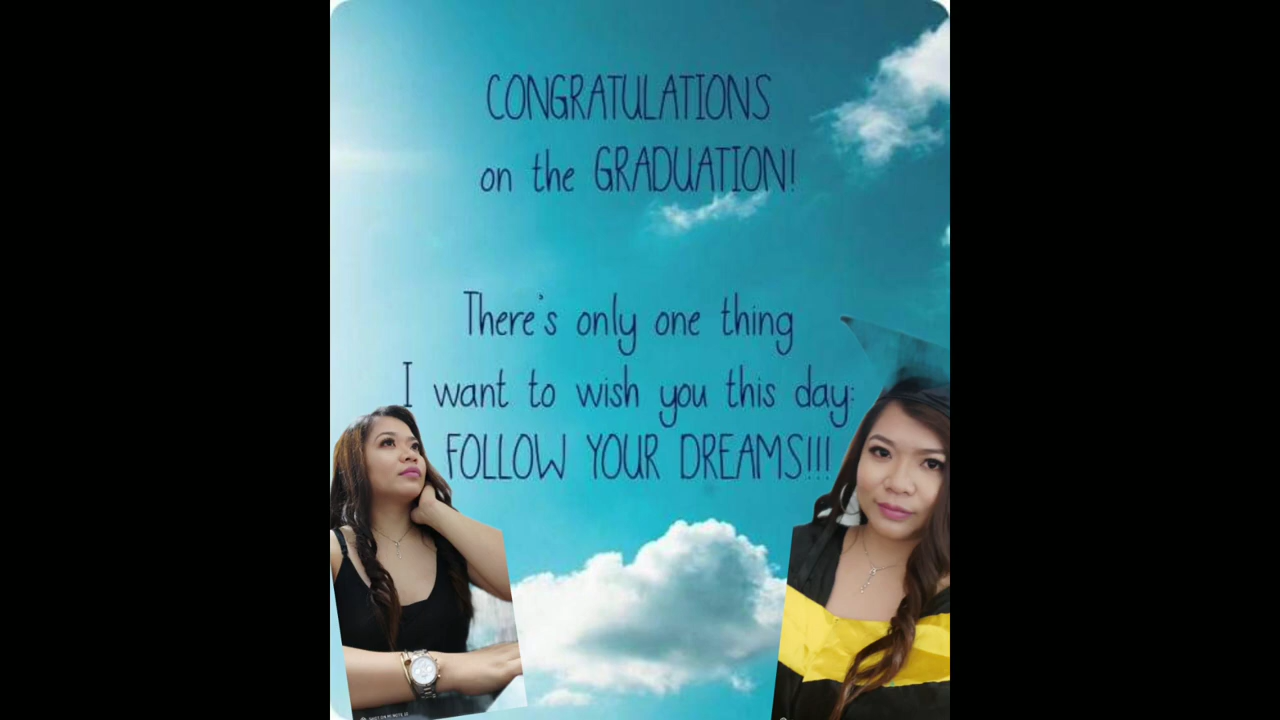 CONGRATULATIONS
on the GRADUATION!
There's only one thing
I want to wish you this day:
FOLLOW YOUR DREAMS!!!